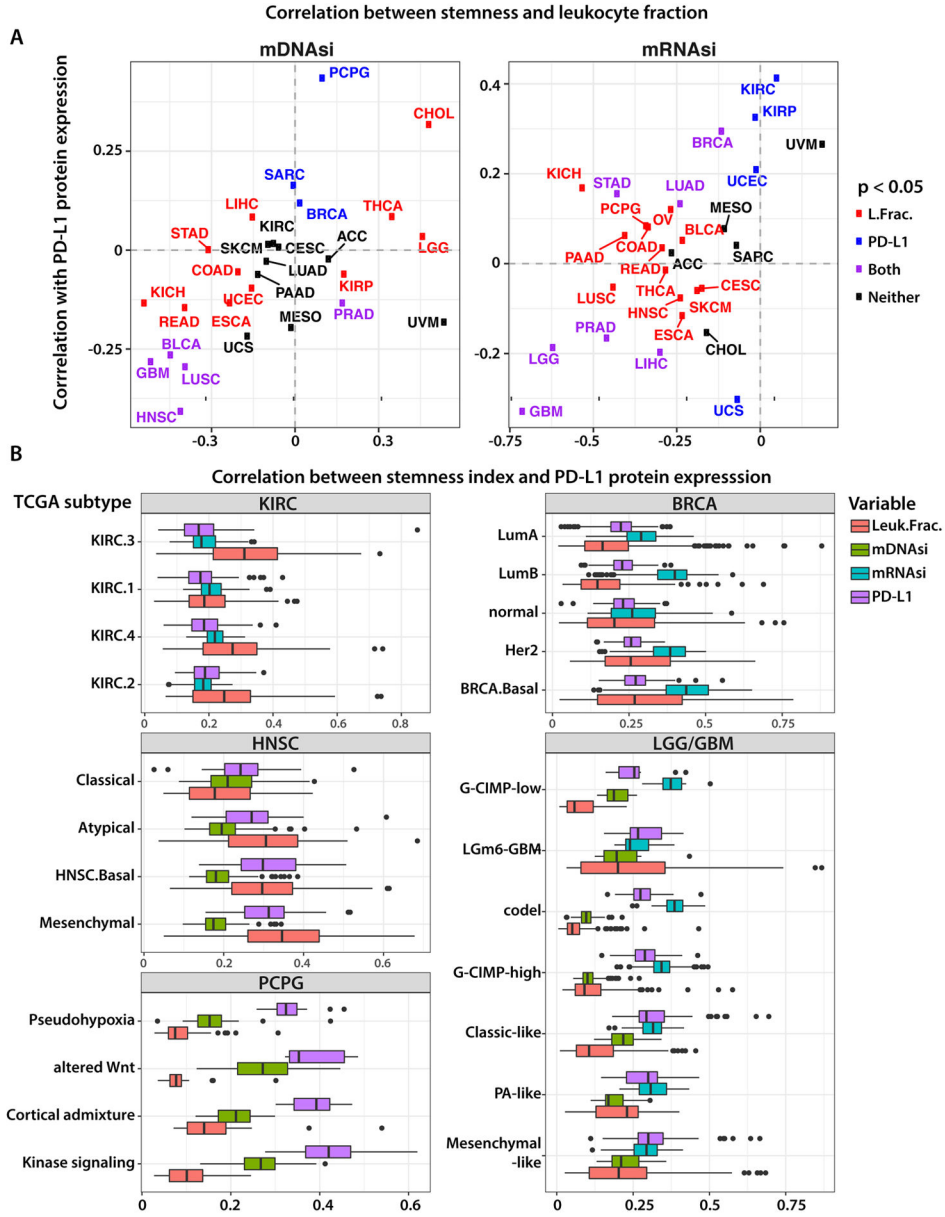 Correlation between stemness and leukocyte fraction
A
mDNAsi
mRNAsi
Corrrelation with PD-L1 protein expression
0.25
0
-0.25
-0.3
0
0.3
PCPG
CHOL
SARC
BRCA
LIHC
THCA
KIRC
STAD
SKCM
CESC
ACC
LGG
COAD
LUAD
KIRP
UCEC
PAAD
KICH
READ
ESCA
PRAD
MESO
UVM
UCS
BLCA
GBM
LUSC
HNSC
0.4
0.2
0
-0.2
-0.75
-0.5
-0.25
0
KIRC
KIRP
BRCA
UVM
KICH
UCEC
STAD
LUAD
PCPG
OV
MESO
COAD
BLCA
PAAD
READ
ACC
SARC
LUSC
THCA
CESC
HNSC
SKCM
PRAD
ESCA
LGG
LIHC
CHOL
GBM
UCS
p < 0.05
L.Frac.
PD-L1
Both
Neither
B
Correlation between stemness index and PD-L1 protein expresssion
TCGA subtype
KIRC
KIRC.3
KIRC.1
KIRC.4
KIRC.2
0
0.2
0.4
0.6
0.8
BRCA
LumA
LumB
normal
Her2
BRCA.Basal
0
0.25
0.5
0.75
Variable
Leuk.Frac.
mDNAsi
mRNAsi
PD-L1
HNSC
Classical
Atypical
HNSC.Basal
Mesenchymal
0
0.2
0.4
0.6
LGG/GBM
G-CIMP-low
LGm6-GBM
codel
G-CIMP-high
Classic-like
PA-like
Mesenchymal
-like
0
0.25
0.5
0.75
PCPG
Pseudohypoxia
altered Wnt
Cortical admixture
Kinase signaling
0
0.2
0.4
0.6